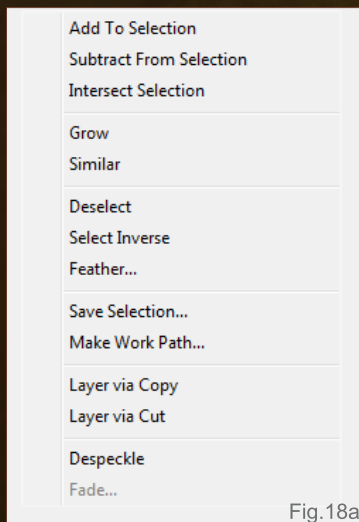 Add To Selection
Subtract From Selection
Intersect Selection
Grow
Similar
Deselect
Select Inverse
Feather...
Save Selection...
Make Work Path...
Layer via Copy
Layer via Cut
Despeckle
Fade...
Fig.18a